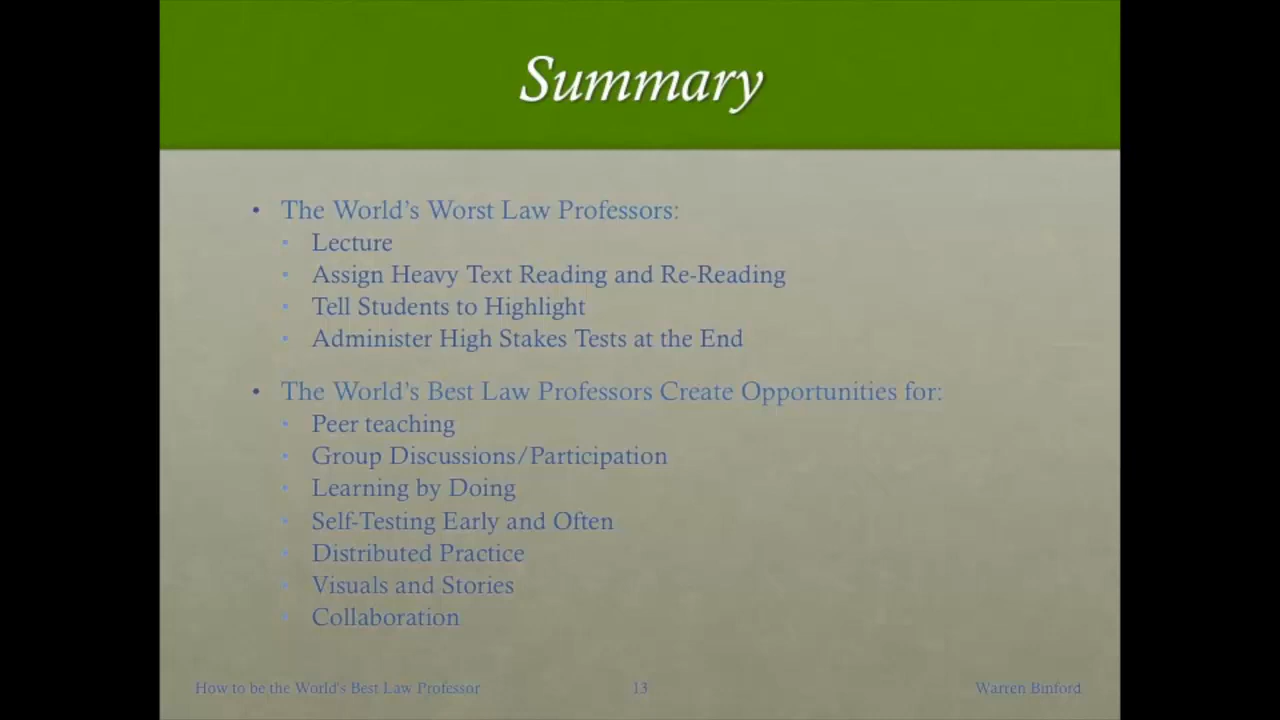 Summary
• The World's Worst Law Professors:
▪ Lecture
▪ Assign Heavy Text Reading and Re-Reading
▪ Tell Students to Highlight
▪ Administer High Stakes Tests at the End
• The World's Best Law Professors Create Opportunities for:
▪ Peer teaching
▪ Group Discussions/Participation
▪ Learning by Doing
▪ Self-Testing Early and Often
▪ Distributed Practice
▪ Visuals and Stories
▪ Collaboration
How to be the World's Best Law Professor 13 Warren Binford